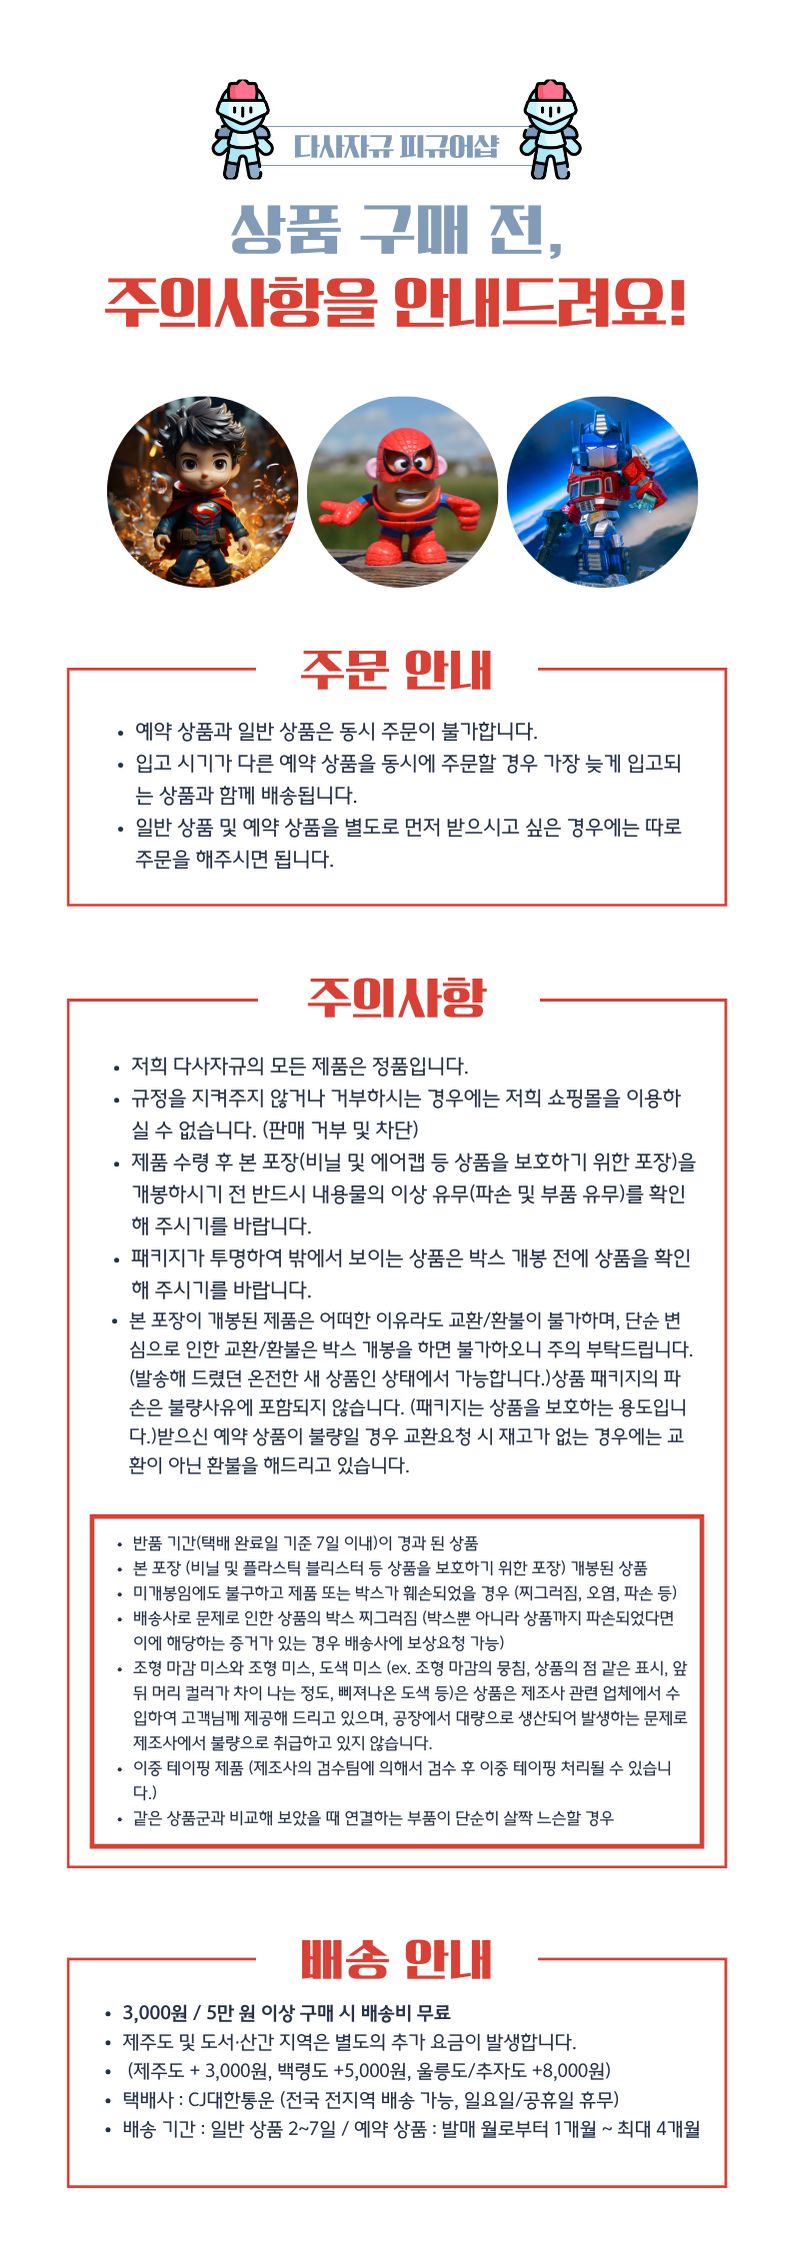 다사자규 피규어샵
상품 구매 전,
주의사항을 안내드려요!
주문 안내
• 예약 상품과 일반 상품은 동시 주문이 불가합니다.
• 입고 시기가 다른 예약 상품을 동시에 주문할 경우 가장 늦게 입고되
는 상품과 함께 배송됩니다.
• 일반 상품 및 예약 상품을 별도로 먼저 받으시고 싶은 경우에는 따로
주문을 해주시면 됩니다.
주의사항
• 저희 다사자규의 모든 제품은 정품입니다.
• 규정을 지켜주지 않거나 거부하시는 경우에는 저희 쇼핑몰을 이용하
실 수 없습니다. (판매 거부 및 차단)
• 제품 수령 후 본 포장(비닐 및 에어캡 등 상품을 보호하기 위한 포장)을
개봉하시기 전 반드시 내용물의 이상 유무(파손 및 부품 유무)를 확인
해 주시기를 바랍니다.
• 패키지가 투명하여 밖에서 보이는 상품은 박스 개봉 전에 상품을 확인
해 주시기를 바랍니다.
• 본 포장이 개봉된 제품은 어떠한 이유라도 교환/환불이 불가하며, 단순 변
심으로 인한 교환/환불은 박스 개봉을 하면 불가하오니 주의 부탁드립니다.
(발송해 드렸던 온전한 새 상품인 상태에서 가능합니다.)상품 패키지의 파
손은 불량사유에 포함되지 않습니다. (패키지는 상품을 보호하는 용도입니
다.)받으신 예약 상품이 불량일 경우 교환요청 시 재고가 없는 경우에는 교
환이 아닌 환불을 해드리고 있습니다.
• 반품 기간(택배 완료일 기준 7일 이내)이 경과 된 상품
• 본 포장 (비닐 및 플라스틱 블리스터 등 상품을 보호하기 위한 포장) 개봉된 상품
• 미개봉임에도 불구하고 제품 또는 박스가 훼손되었을 경우 (찌그러짐, 오염, 파손 등)
• 배송사로 문제로 인한 상품의 박스 찌그러짐 (박스뿐 아니라 상품까지 파손되었다면
이에 해당하는 증거가 있는 경우 배송사에 보상요청 가능)
• 조형 마감 미스와 조형 미스, 도색 미스 (ex. 조형 마감의 뭉침, 상품의 점 같은 표시, 앞
뒤 머리 컬러가 차이 나는 정도, 삐져나온 도색 등)은 상품은 제조사 관련 업체에서 수
입하여 고객님께 제공해 드리고 있으며, 공장에서 대량으로 생산되어 발생하는 문제로
제조사에서 불량으로 취급하고 있지 않습니다.
• 이중 테이핑 제품 (제조사의 검수팀에 의해서 검수 후 이중 테이핑 처리될 수 있습니
다.)
• 같은 상품군과 비교해 보았을 때 연결하는 부품이 단순히 살짝 느슨할 경우
배송 안내
• 3,000원 / 5만 원 이상 구매 시 배송비 무료
• 제주도 및 도서·산간 지역은 별도의 추가 요금이 발생합니다.
• (제주도 + 3,000원, 백령도 +5,000원, 울릉도/추자도 +8,000원)
• 택배사 : CJ대한통운 (전국 전지역 배송 가능, 일요일/공휴일 휴무)
• 배송 기간 : 일반 상품 2~7일 / 예약 상품 : 발매 월로부터 1개월 ~ 최대 4개월